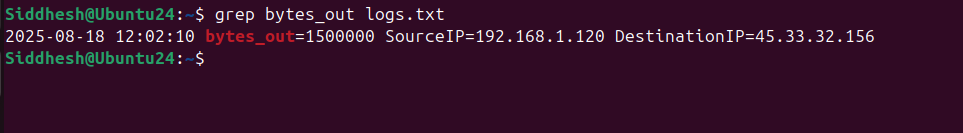 Siddhesh@Ubuntu24:~$ grep bytes_out logs.txt
2025-08-18 12:02:10 bytes_out=1500000 SourceIP=192.168.1.120 DestinationIP=45.33.32.156
Siddhesh@Ubuntu24:~$